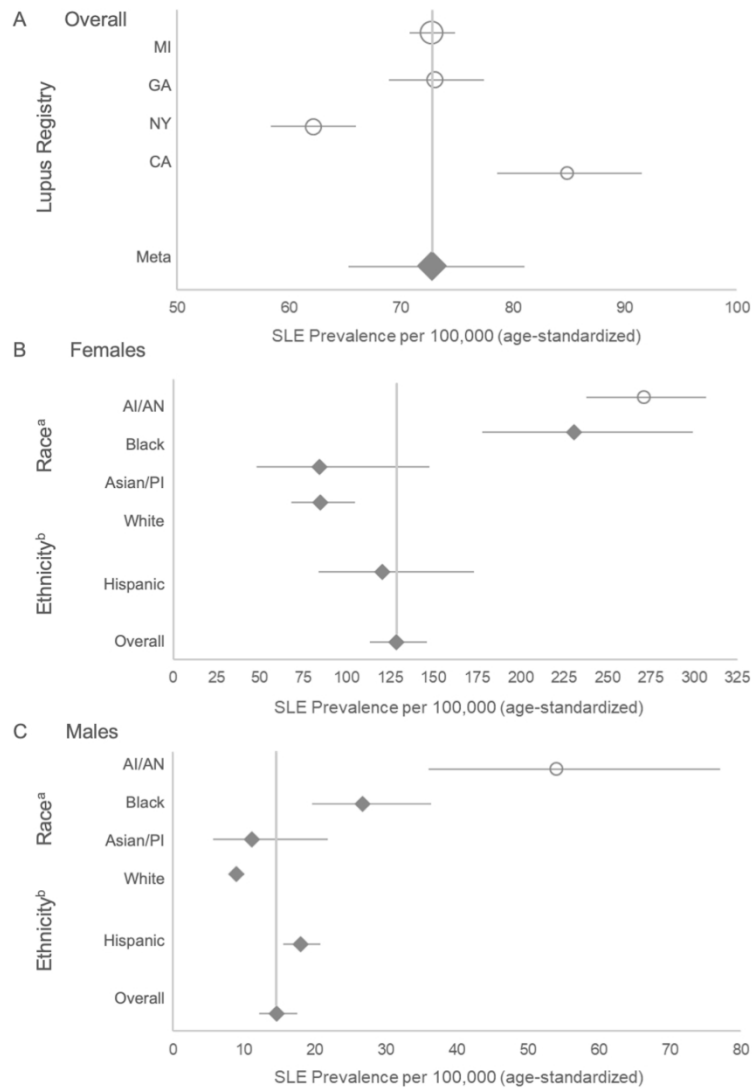 A Overall
Lupus Registry
MI
GA
NY
CA
Meta
50 60 70 80 90 100
SLE Prevalence per 100,000 (age-standardized)
B Females
Raceᵃ
AI/AN
Black
Asian/PI
White
Ethnicityᵇ
Hispanic
Overall
0 25 50 75 100 125 150 175 200 225 250 275 300 325
SLE Prevalence per 100,000 (age-standardized)
C Males
Raceᵃ
AI/AN
Black
Asian/PI
White
Ethnicityᵇ
Hispanic
Overall
0 10 20 30 40 50 60 70 80
SLE Prevalence per 100,000 (age-standardized)